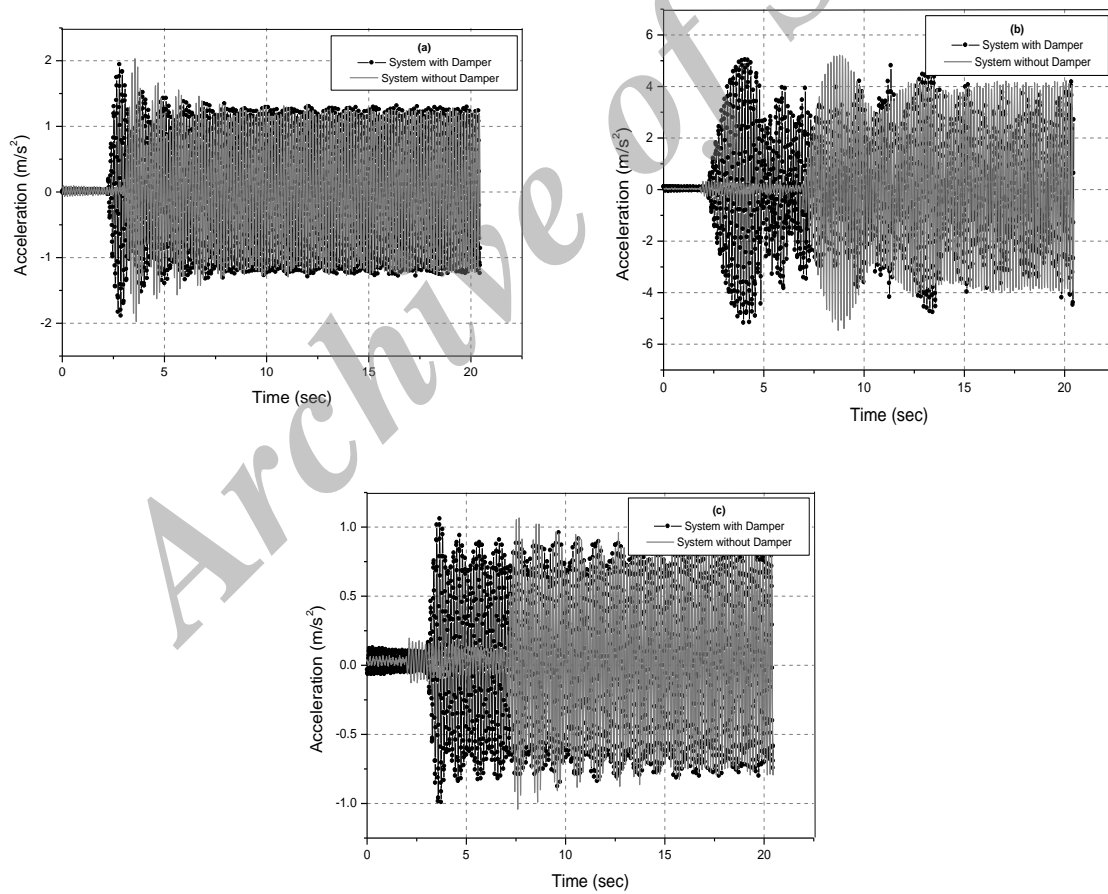 (a)
System with Damper
System without Damper
2
1
0
-1
-2
Acceleration (m/s²)
0
5
10
15
20
Time (sec)
(b)
System with Damper
System without Damper
6
4
2
0
-2
-4
-6
Acceleration (m/s²)
0
5
10
15
20
Time (sec)
(c)
System with Damper
System without Damper
1.0
0.5
0.0
-0.5
-1.0
Acceleration (m/s²)
0
5
10
15
20
Time (sec)
Archive of S